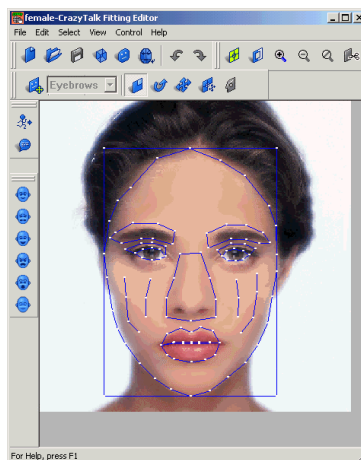 female-CrazyTalk Fitting Editor
File Edit Select View Control Help
Eyebrows
For Help, press F1